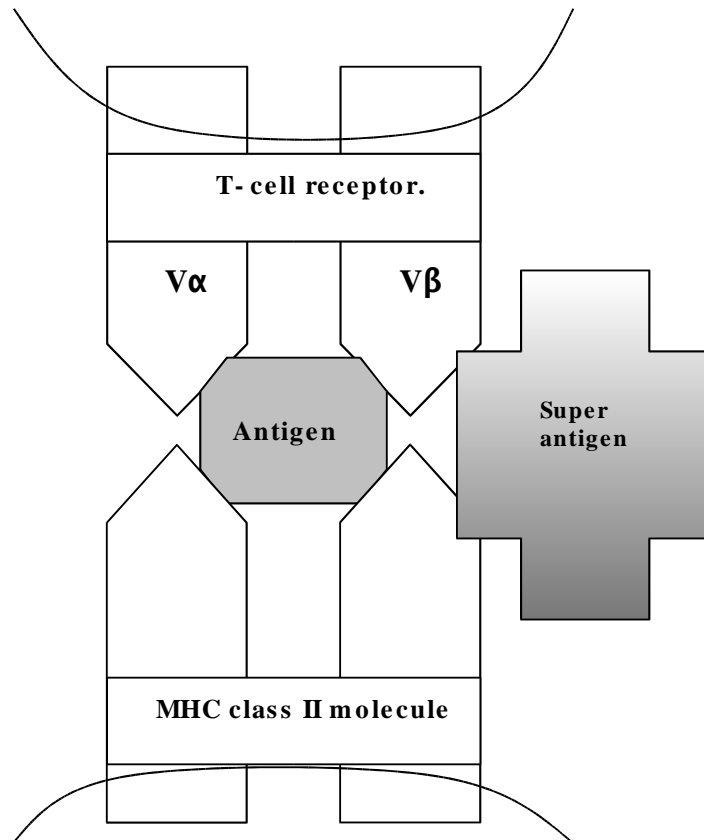 T-cell receptor.
Vα Vβ
Antigen
Super
antigen
MHC class II molecule